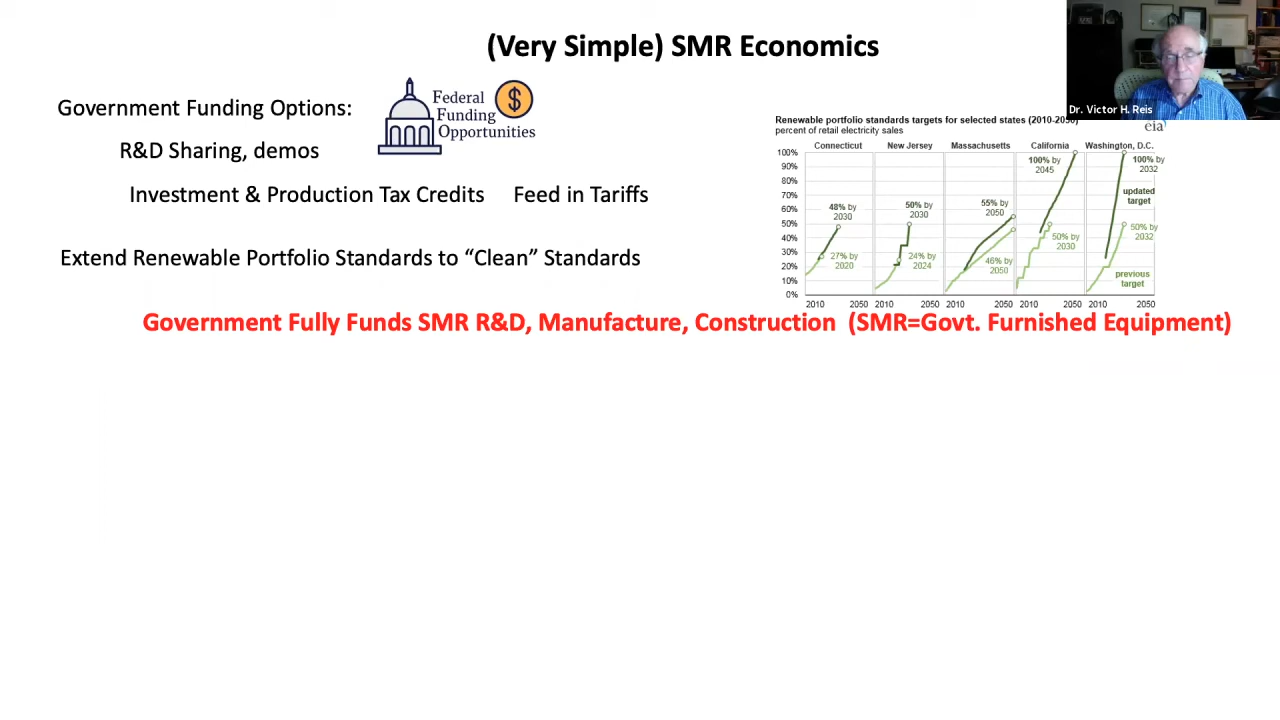 (Very Simple) SMR Economics
Dr. Victor H. Reis
Government Funding Options:
Federal
Funding
Opportunities
$
R&D Sharing, demos
Investment & Production Tax Credits
Feed in Tariffs
Extend Renewable Portfolio Standards to “Clean” Standards
Renewable portfolio standards targets for selected states (2010-2050)
percent of retail electricity sales
eia
Connecticut
New Jersey
Massachusetts
California
Washington, D.C.
100%
90%
80%
70%
60%
50%
40%
30%
20%
10%
0%
48% by
2030
27% by
2020
50% by
2030
24% by
2024
55% by
2050
46% by
2050
100% by
2045
50% by
2030
100% by
2032
updated
target
50% by
2032
previous
target
2010 2050 2010 2050 2010 2050 2010 2050 2010 2050
Government Fully Funds SMR R&D, Manufacture, Construction (SMR=Govt. Furnished Equipment)